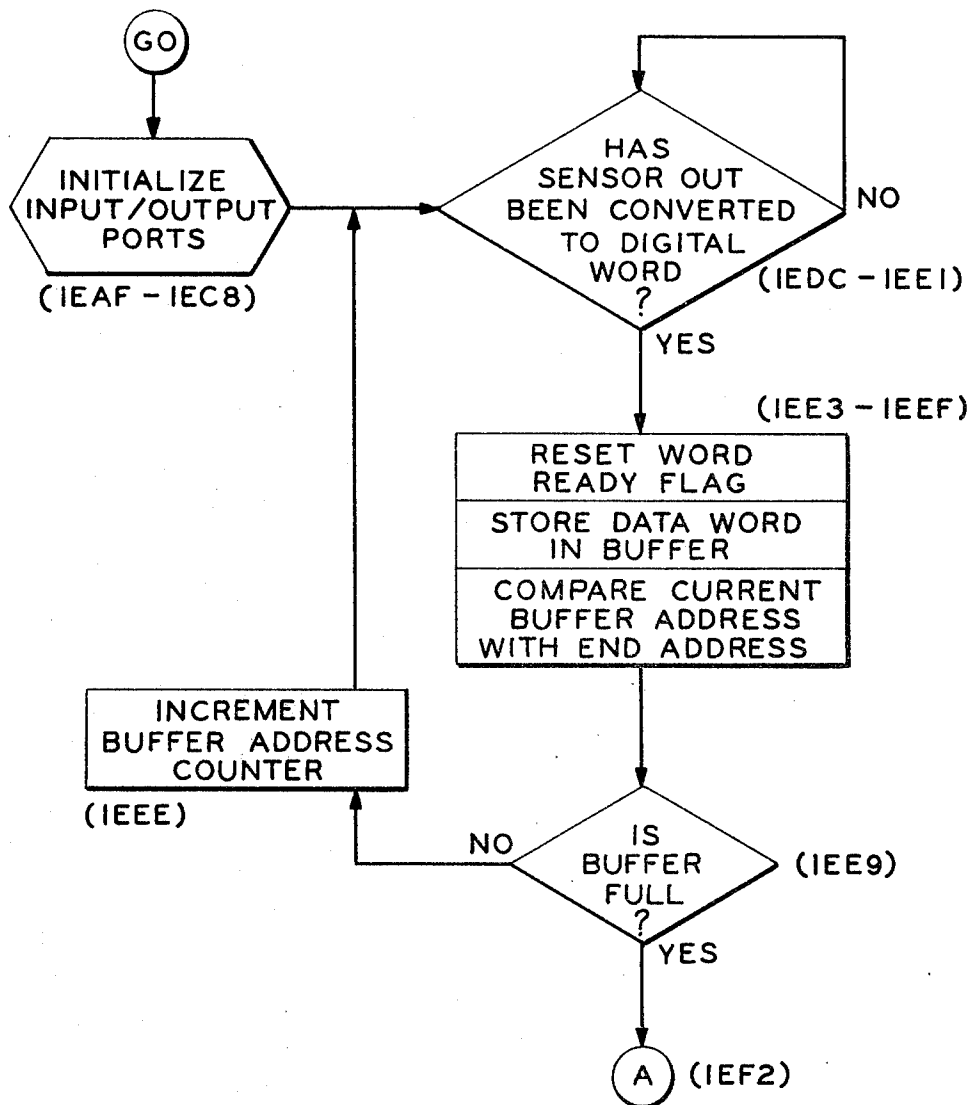 GO
INITIALIZE
INPUT/OUTPUT
PORTS
(IEAF-IEC8)
HAS
SENSOR OUT
BEEN CONVERTED
TO DIGITAL
WORD
?
NO
(IEDC-IEE1)
YES
(IEE3-IEEF)
RESET WORD
READY FLAG
STORE DATA WORD
IN BUFFER
COMPARE CURRENT
BUFFER ADDRESS
WITH END ADDRESS
INCREMENT
BUFFER ADDRESS
COUNTER
(IEEE)
NO
IS
BUFFER
FULL
?
(IEE9)
YES
A
(IEF2)